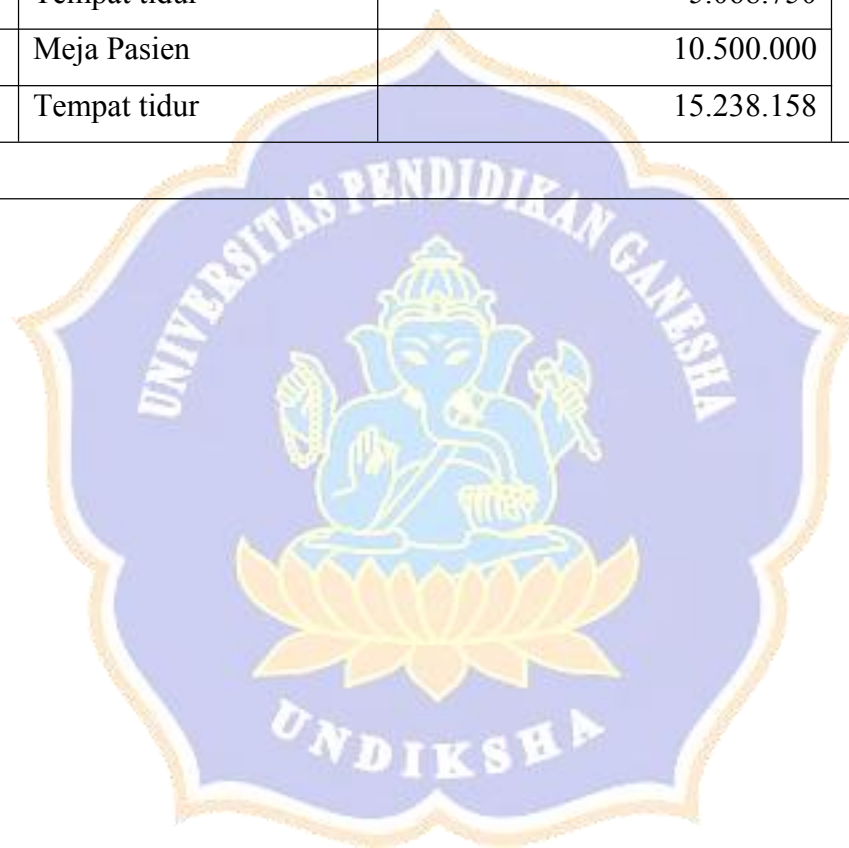 Tempat tidur
Meja Pasien 10.500.000
Tempat tidur 15.238.158
UNIVERSITAS PENDIDIKAN GANESHA
UNDIKSHA